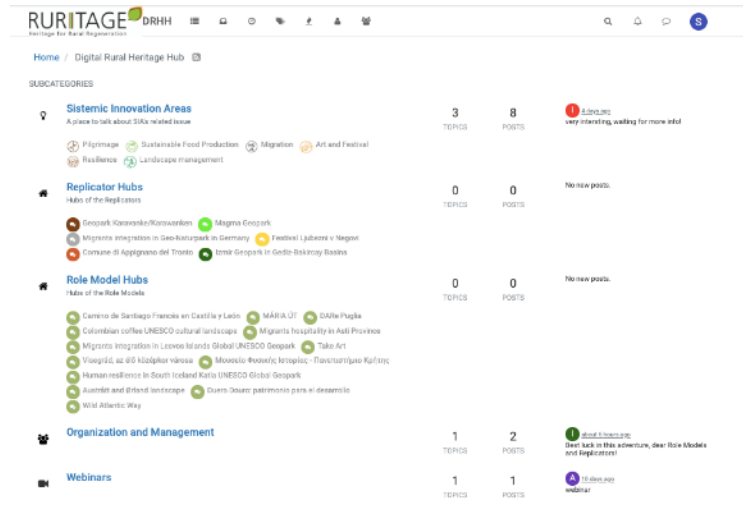 RURITAGE DRHH
Heritage for Rural Regeneration
S
Home / Digital Rural Heritage Hub
SUBCATEGORIES
Sistemic Innovation Areas
A place to talk about SIA's related issue
3 TOPICS
8 POSTS
I 4 days ago
very intersting, waiting for more info!
Pilgrimage Sustainable Food Production Migration Art and Festival
Resilience Landscape management
Replicator Hubs
Hubs of the Replicators
0 TOPICS
0 POSTS
No new posts.
Geopark Karavanke/Karawanken Magma Geopark
Migrants integration in Geo-Naturpark in Germany Festival Ljubezni v Negovi
Comune di Appignano del Tronto Izmir Geopark in Gediz-Bakircay Basins
Role Model Hubs
Hubs of the Role Models
0 TOPICS
0 POSTS
No new posts.
Camino de Santiago Francés en Castilla y León MÁRIA ÚT DARe Puglia
Colombian coffee UNESCO cultural landscape Migrants hospitality in Asti Province
Migrants integration in Lesvos Islands Global UNESCO Geopark Take Art
Visegrád, az élő középkor városa Μουσείο Φυσικής Ιστορίας - Πανεπιστήμιο Κρήτης
Human resilience in South Iceland Katla UNESCO Global Geopark
Austrått and Ørland landscape Duero Douro: patrimonio para el desarrollo
Wild Atlantic Way
Organization and Management
1 TOPICS
2 POSTS
I about 6 hours ago
Best luck in this adventure, dear Role Models
and Replicators!
Webinars
1 TOPICS
1 POSTS
A 10 days ago
webinar